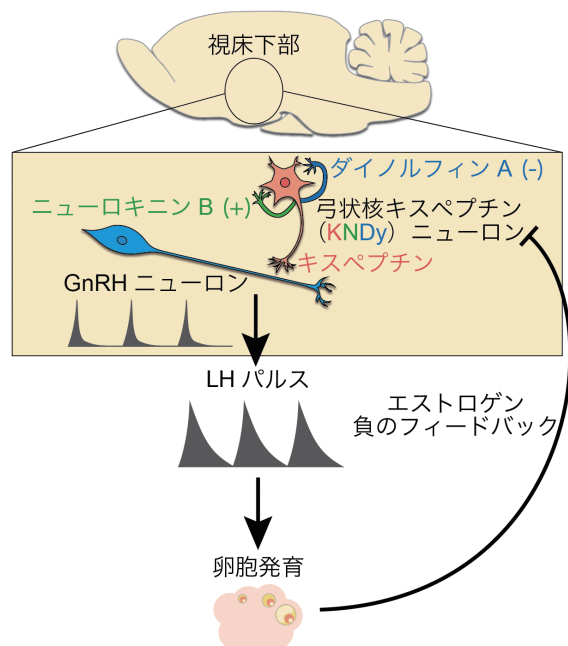 視床下部
ダイノルフィン A (-)
ニューロキニン B (+)
弓状核キスペプチン
（KNDy）ニューロン
キスペプチン
GnRH ニューロン
LH パルス
エストロゲン
負のフィードバック
卵胞発育